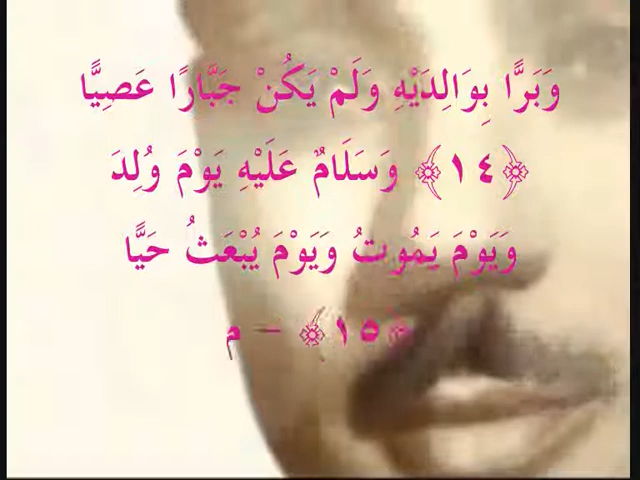 وَبَرًّا بِوَالِدَيْهِ وَلَمْ يَكُنْ جَبَّارًا عَصِيًّا
﴿١٤﴾ وَسَلَامٌ عَلَيْهِ يَوْمَ وُلِدَ
وَيَوْمَ يَمُوتُ وَيَوْمَ يُبْعَثُ حَيًّا
﴿١٥﴾ – م